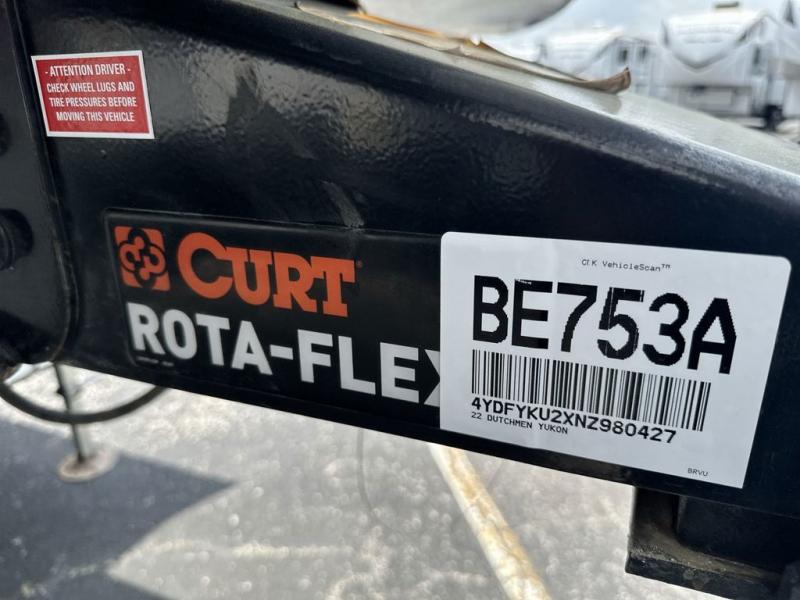 - ATTENTION DRIVER -
CHECK WHEEL LUGS AND
TIRE PRESSURES BEFORE
MOVING THIS VEHICLE
CURT
ROTA-FLEX
CDK VehicleScan™
BE753A
4YDFYKU2XNZ980427
22 DUTCHMEN YUKON
BRVU